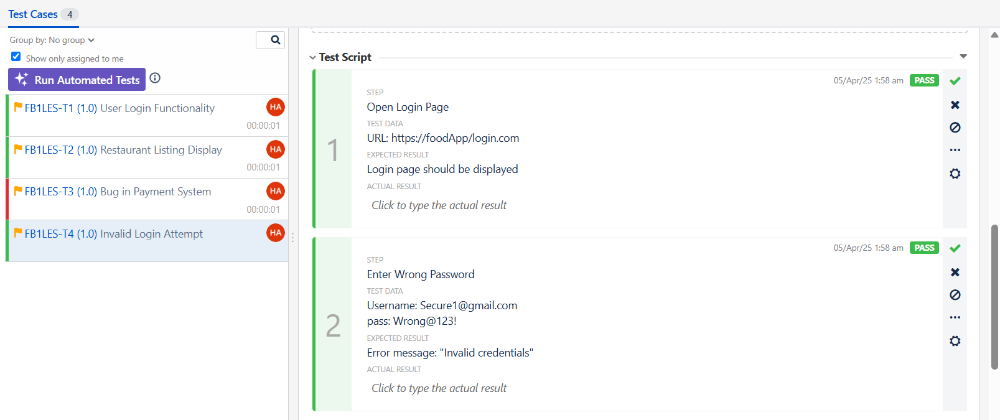 Test Cases 4
Group by: No group
Show only assigned to me
Run Automated Tests
FB1LES-T1 (1.0) User Login Functionality HA
00:00:01
FB1LES-T2 (1.0) Restaurant Listing Display HA
00:00:01
FB1LES-T3 (1.0) Bug in Payment System HA
00:00:01
FB1LES-T4 (1.0) Invalid Login Attempt HA
Test Script
05/Apr/25 1:58 am PASS
1
STEP
Open Login Page
TEST DATA
URL: https://foodApp/login.com
EXPECTED RESULT
Login page should be displayed
ACTUAL RESULT
Click to type the actual result
05/Apr/25 1:58 am PASS
2
STEP
Enter Wrong Password
TEST DATA
Username: Secure1@gmail.com
pass: Wrong@123!
EXPECTED RESULT
Error message: "Invalid credentials"
ACTUAL RESULT
Click to type the actual result